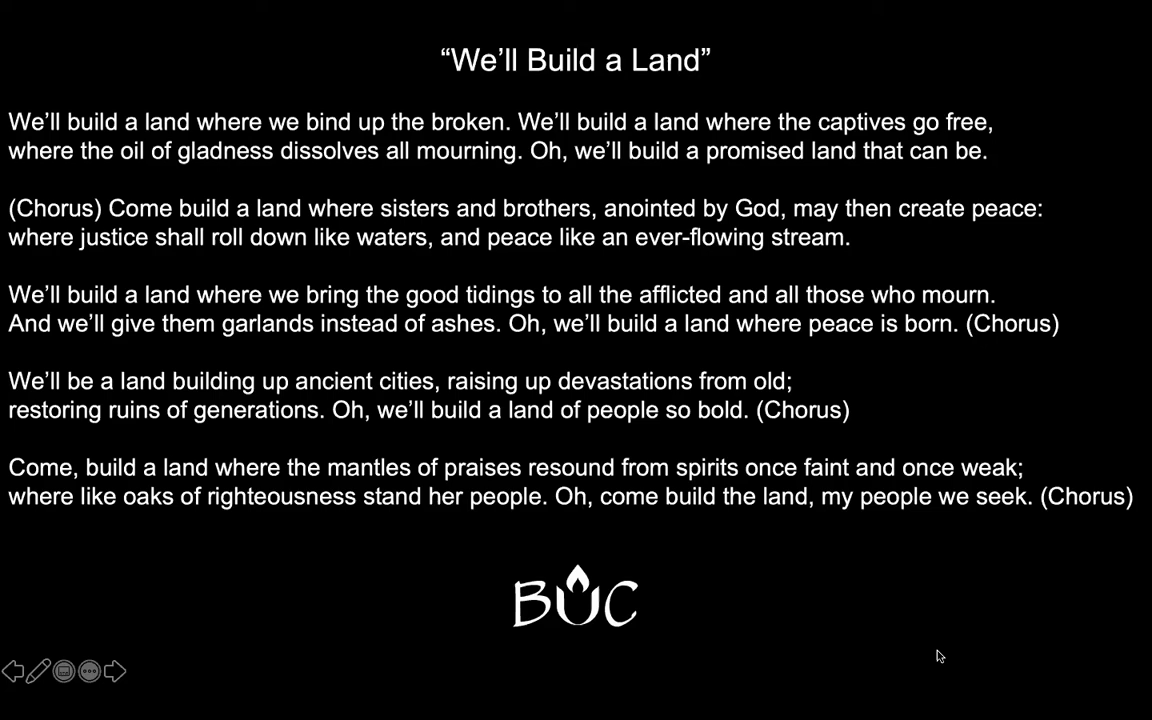 “We’ll Build a Land”
We’ll build a land where we bind up the broken. We’ll build a land where the captives go free,
where the oil of gladness dissolves all mourning. Oh, we’ll build a promised land that can be.
(Chorus) Come build a land where sisters and brothers, anointed by God, may then create peace:
where justice shall roll down like waters, and peace like an ever-flowing stream.
We’ll build a land where we bring the good tidings to all the afflicted and all those who mourn.
And we’ll give them garlands instead of ashes. Oh, we’ll build a land where peace is born. (Chorus)
We’ll be a land building up ancient cities, raising up devastations from old;
restoring ruins of generations. Oh, we’ll build a land of people so bold. (Chorus)
Come, build a land where the mantles of praises resound from spirits once faint and once weak;
where like oaks of righteousness stand her people. Oh, come build the land, my people we seek. (Chorus)
BUC